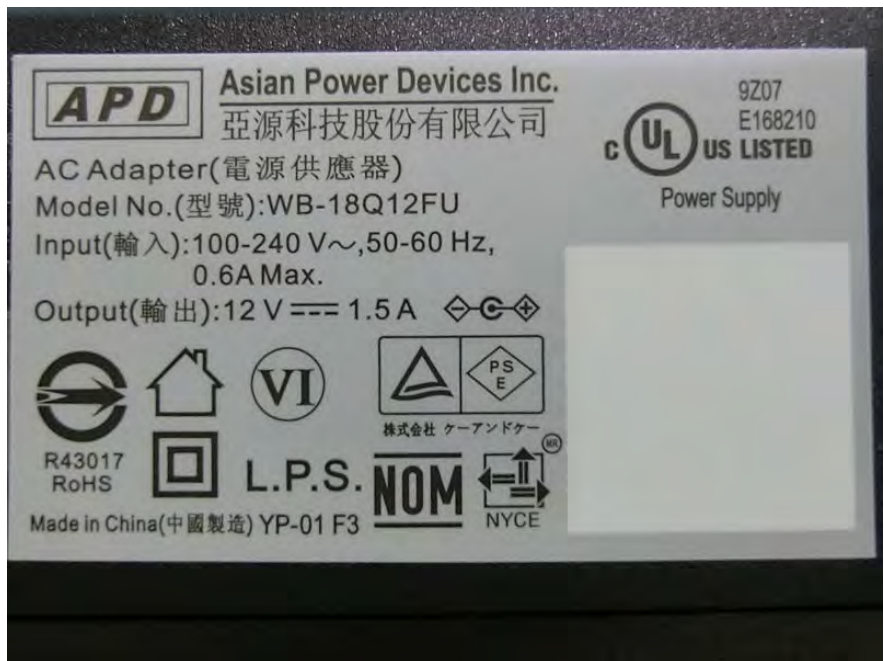 APD
Asian Power Devices Inc.
亞源科技股份有限公司
AC Adapter(電源供應器)
Model No.(型號):WB-18Q12FU
Input(輸入):100-240 V～,50-60 Hz,
0.6A Max.
Output(輸出):12 V ⎓ 1.5 A
9Z07
E168210
C UL US LISTED
Power Supply
VI
PS
E
株式会社 ケーアンドケー
R43017
RoHS
L.P.S.
NOM
MR
NYCE
Made in China(中國製造) YP-01 F3